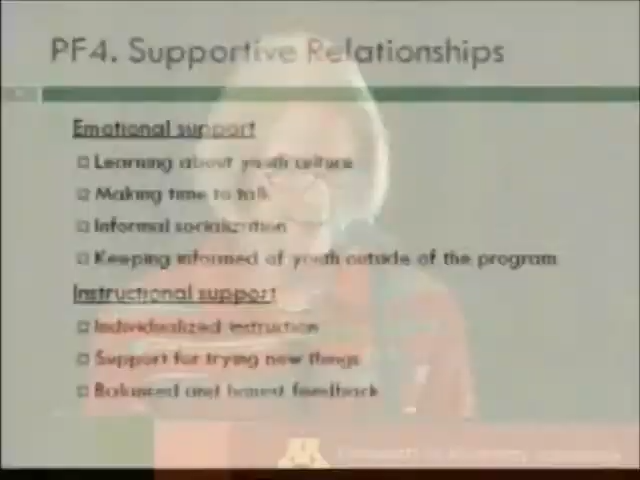 PF4. Supportive Relationships
Emotional support
Learning about youth culture
Making time to talk
Informal socialization
Keeping informed of youth outside of the program
Instructional support
Individualized instruction
Support for trying new things
Balanced and honest feedback